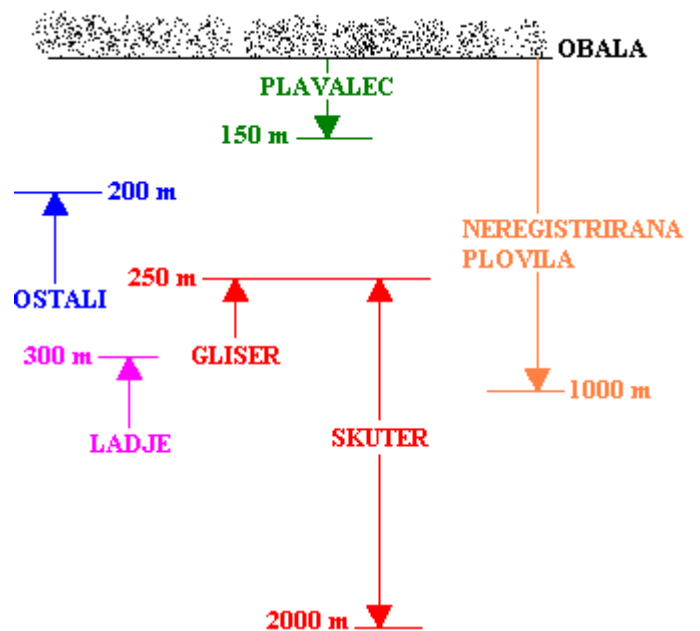 OBALA
PLAVALEC
150 m
200 m
NEREGISTRIRANA
PLOVILA
250 m
OSTALI
300 m
GLISER
1000 m
LADJE
SKUTER
2000 m